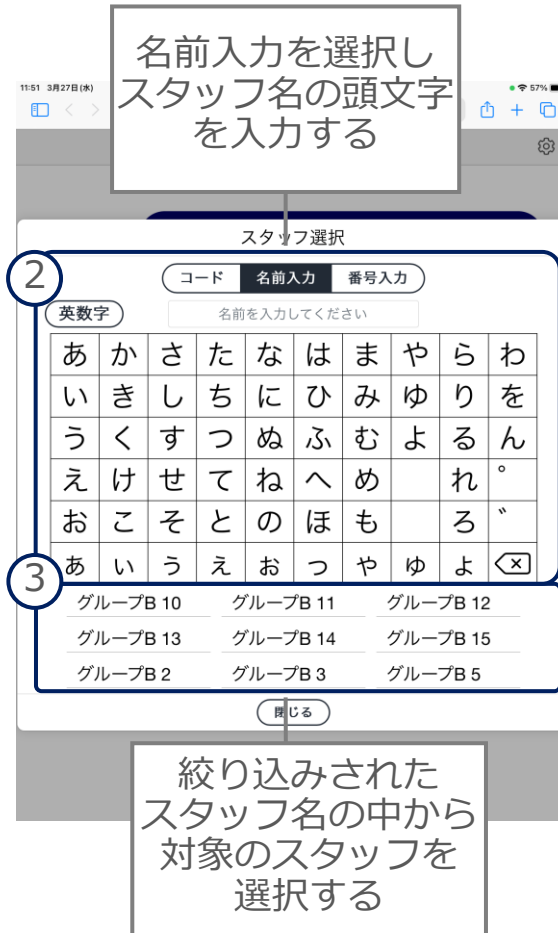 名前入力を選択し
スタッフ名の頭文字
を入力する
11:51 3月27日(水)
57%
スタッフ選択
2
コード 名前入力 番号入力
英数字 名前を入力してください
あ か さ た な は ま や ら わ
い き し ち に ひ み ゆ り を
う く す つ ぬ ふ む よ る ん
え け せ て ね へ め れ ゜
お こ そ と の ほ も ろ ゛
ぁ ぃ ぅ ぇ ぉ っ ゃ ゅ ょ
3
グループB 10 グループB 11 グループB 12
グループB 13 グループB 14 グループB 15
グループB 2 グループB 3 グループB 5
閉じる
絞り込みされた
スタッフ名の中から
対象のスタッフを
選択する